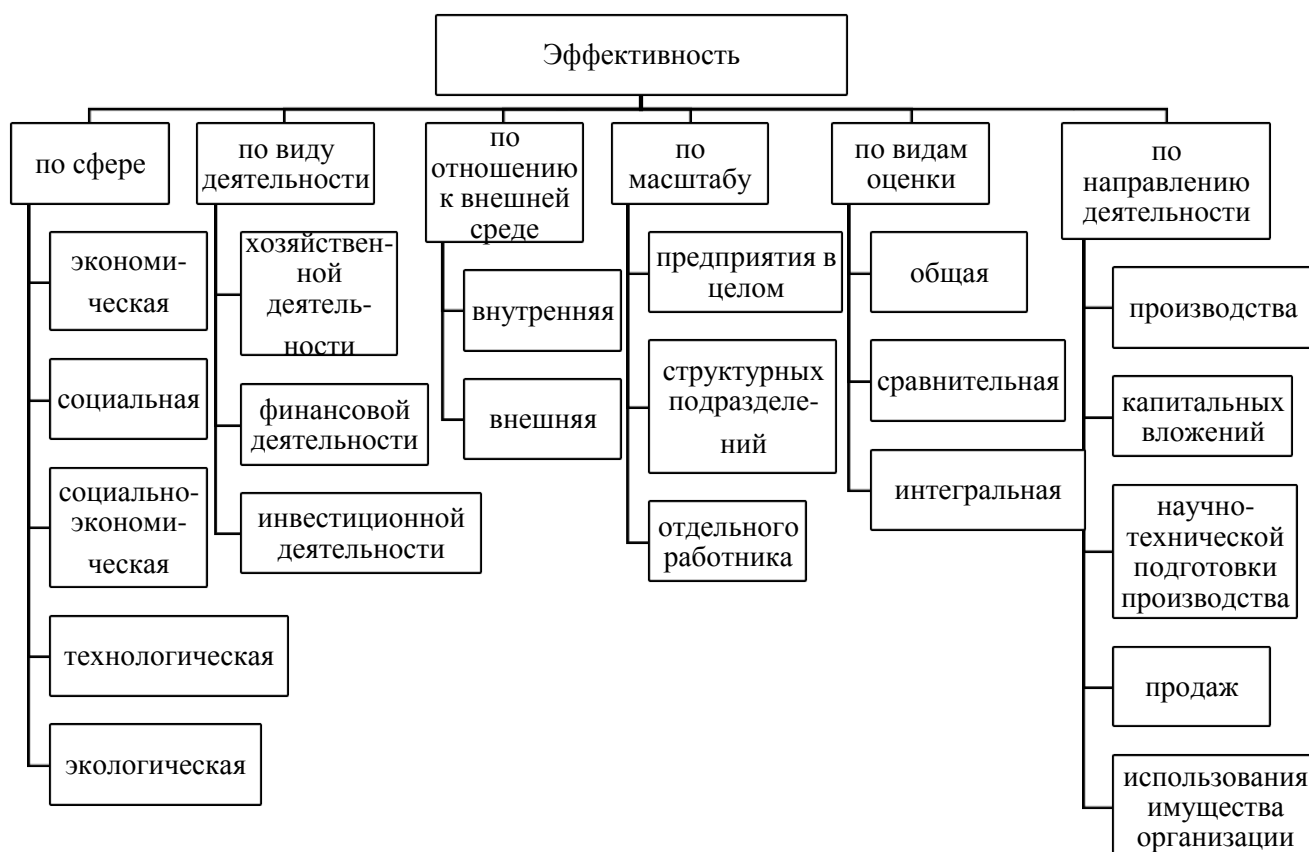 Эффективность
по сфере
экономи-
ческая
социальная
социально-
экономи-
ческая
технологическая
экологическая
по виду
деятельности
хозяйствен-
ной
деятель-
ности
финансовой
деятельности
инвестиционной
деятельности
по
отношению
к внешней
среде
внутренняя
внешняя
по
масштабу
предприятия в
целом
структурных
подразделе-
ний
отдельного
работника
по видам
оценки
общая
сравнительная
интегральная
по
направлению
деятельности
производства
капитальных
вложений
научно-
технической
подготовки
производства
продаж
использования
имущества
организации